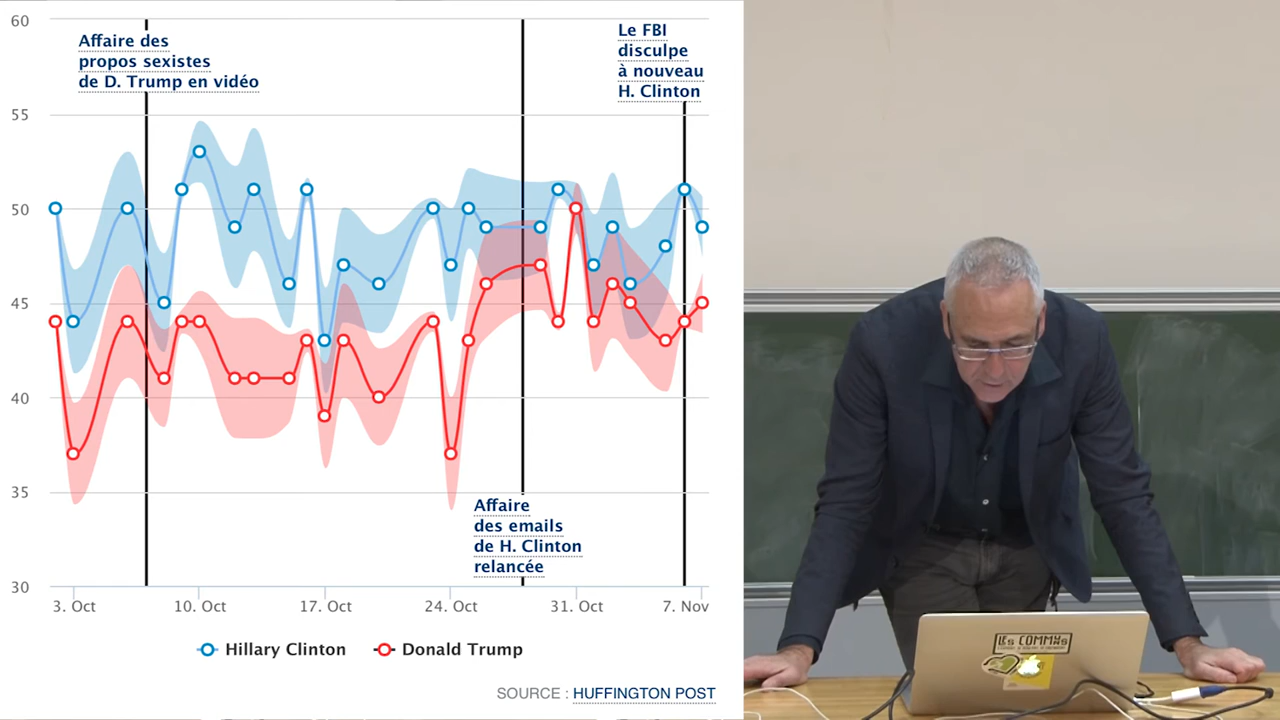 60
Affaire des
propos sexistes
de D. Trump en vidéo
Le FBI
disculpe
à nouveau
H. Clinton
55
50
45
40
35
Affaire
des emails
de H. Clinton
relancée
30
3. Oct 10. Oct 17. Oct 24. Oct 31. Oct 7. Nov
Hillary Clinton Donald Trump
SOURCE : HUFFINGTON POST
LES COMMUNS